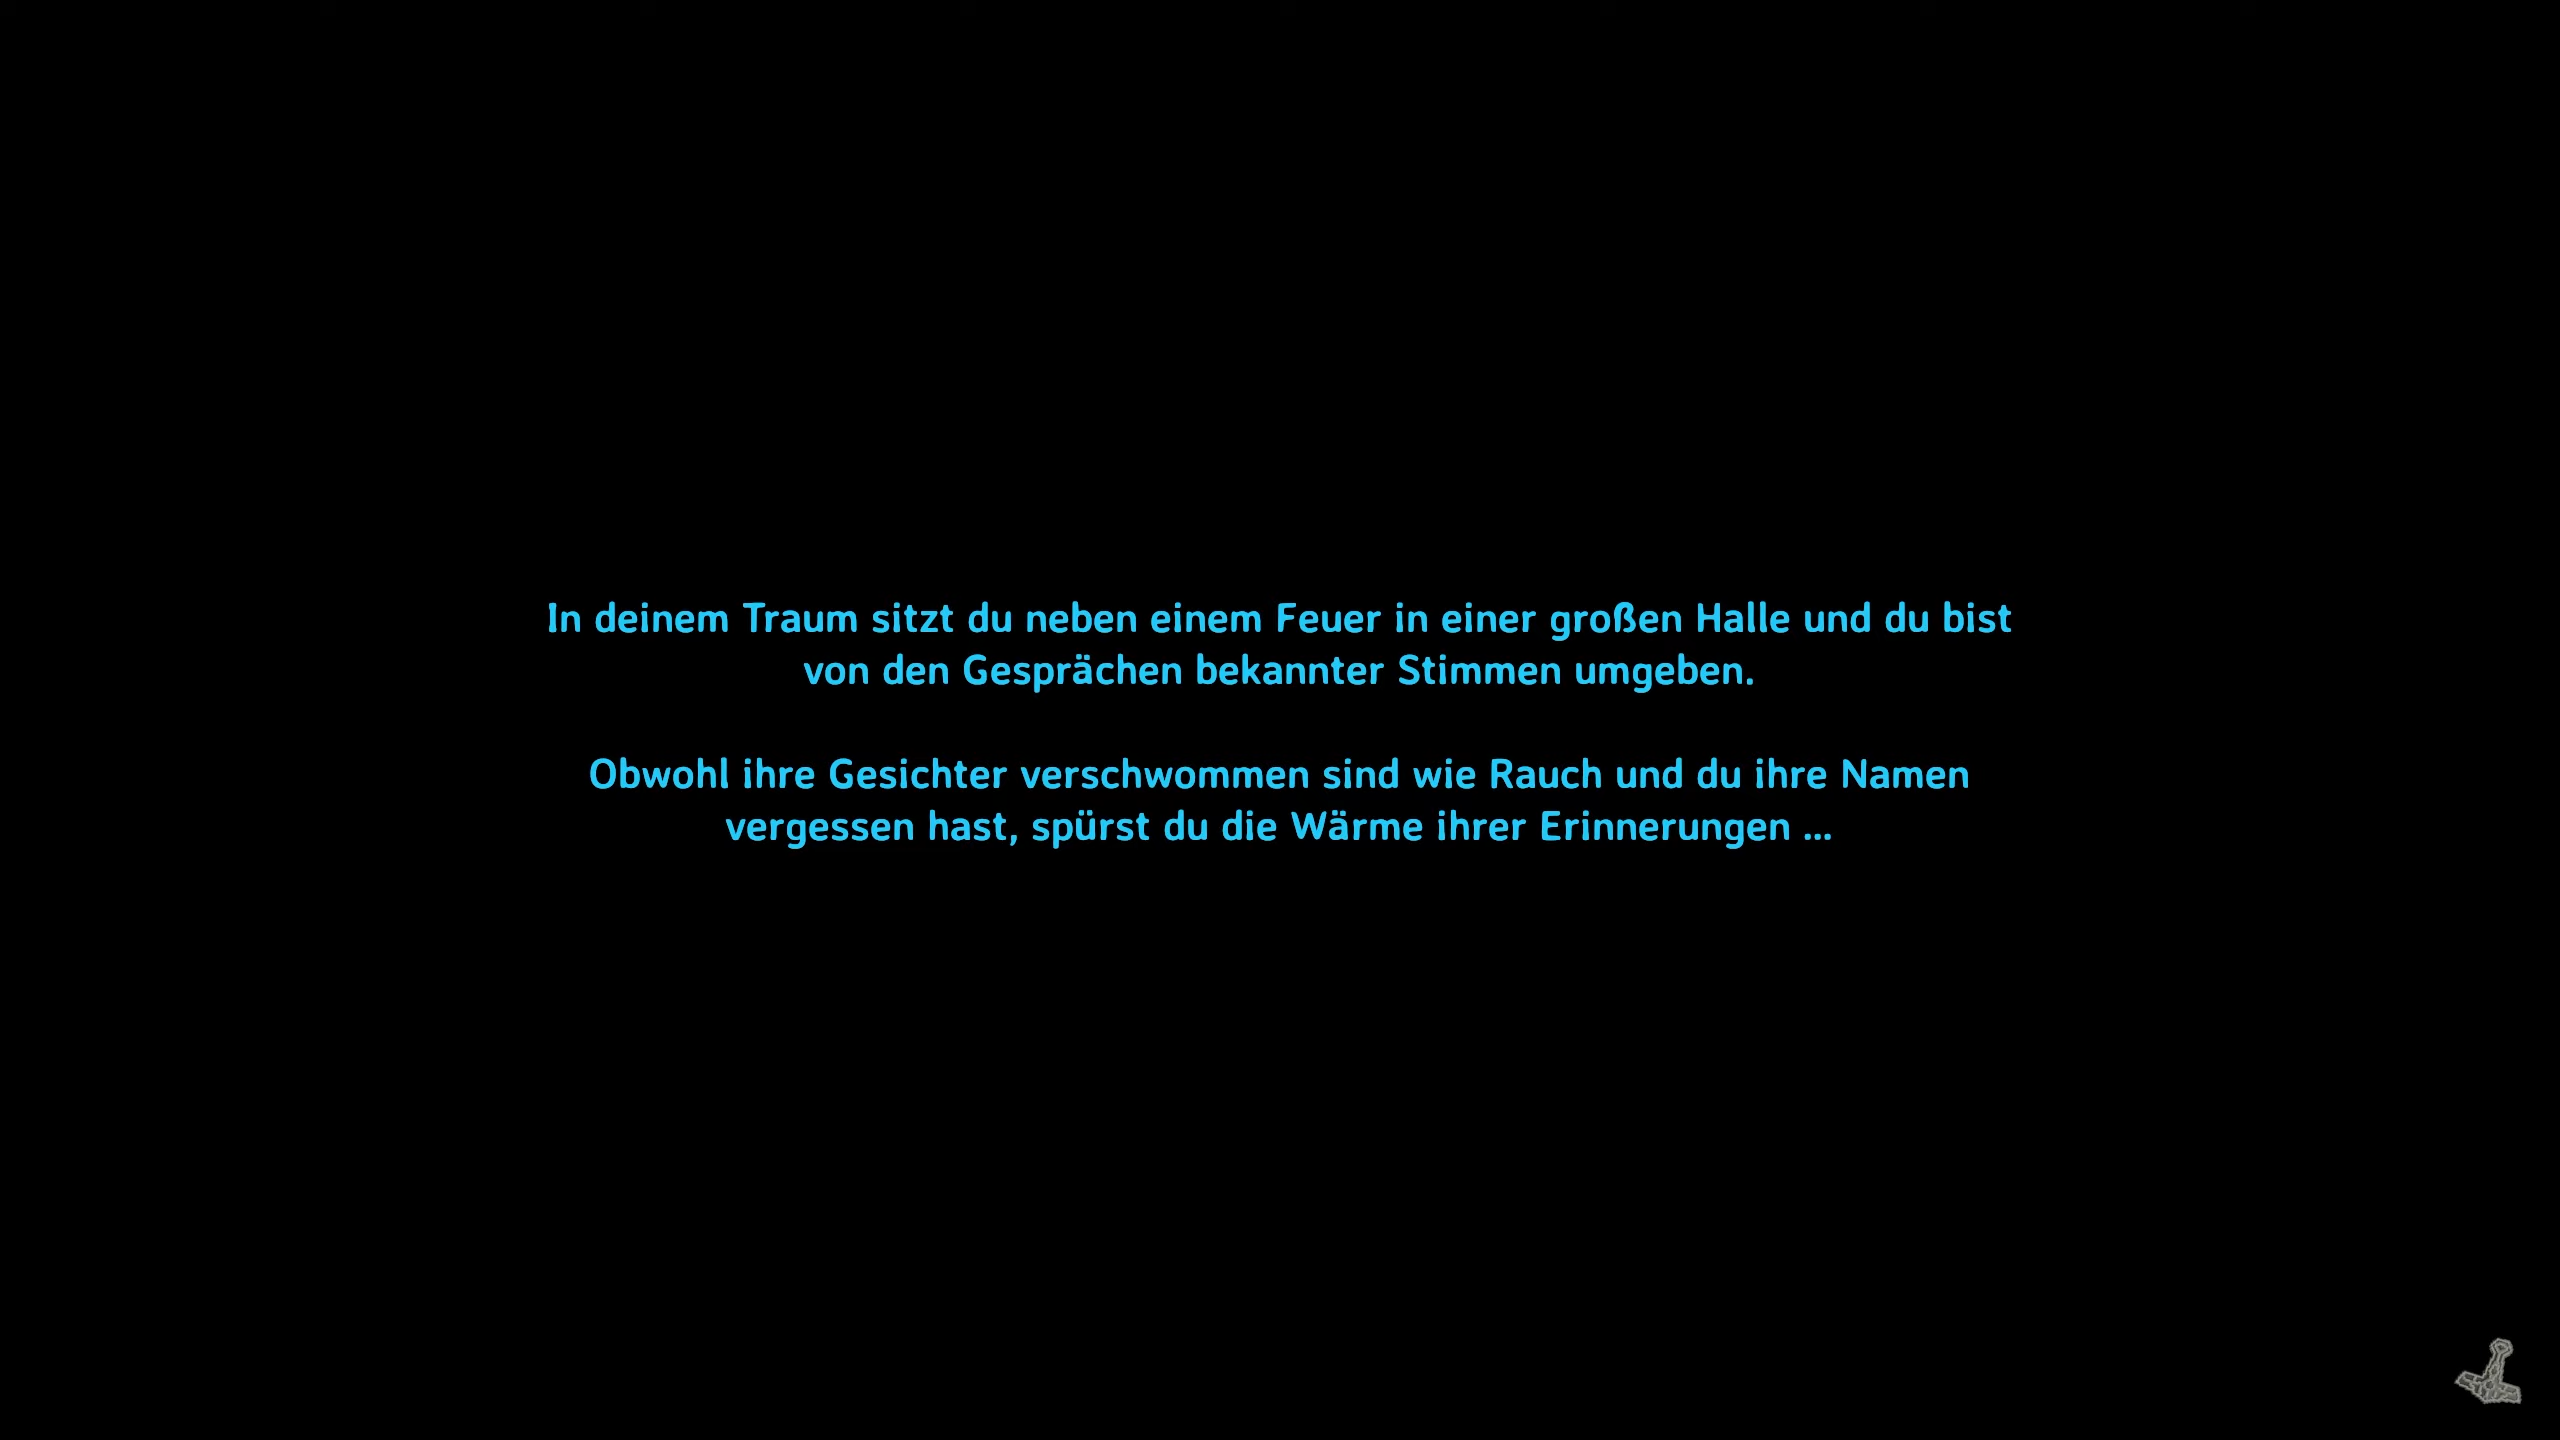 In deinem Traum sitzt du neben einem Feuer in einer großen Halle und du bist
von den Gesprächen bekannter Stimmen umgeben.
Obwohl ihre Gesichter verschwommen sind wie Rauch und du ihre Namen
vergessen hast, spürst du die Wärme ihrer Erinnerungen ...